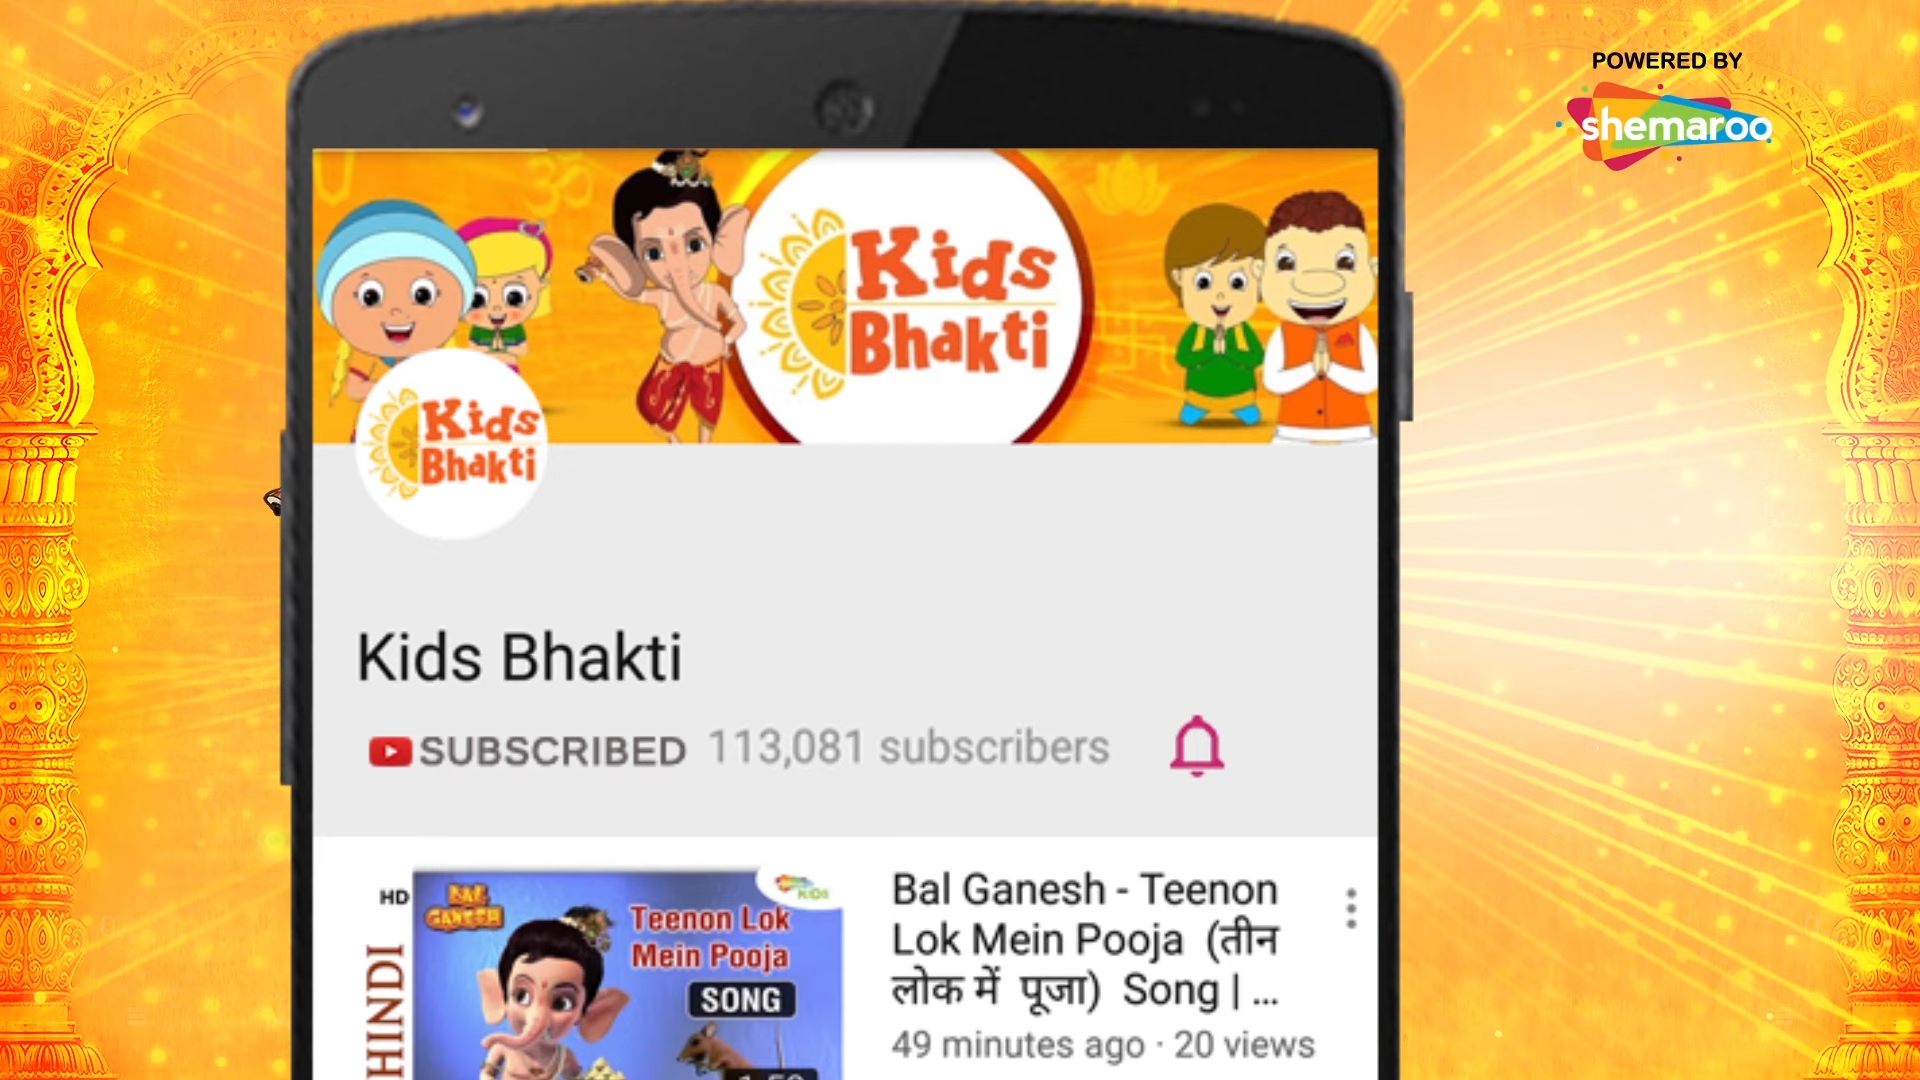 POWERED BY
shemaroo
Kids
Bhakti
Kids
Bhakti
Kids Bhakti
SUBSCRIBED 113,081 subscribers
HD
HINDI
BAL
GANESH
KIDS
Teenon Lok
Mein Pooja
SONG
Bal Ganesh - Teenon
Lok Mein Pooja (तीन
लोक में पूजा) Song | ...
49 minutes ago · 20 views